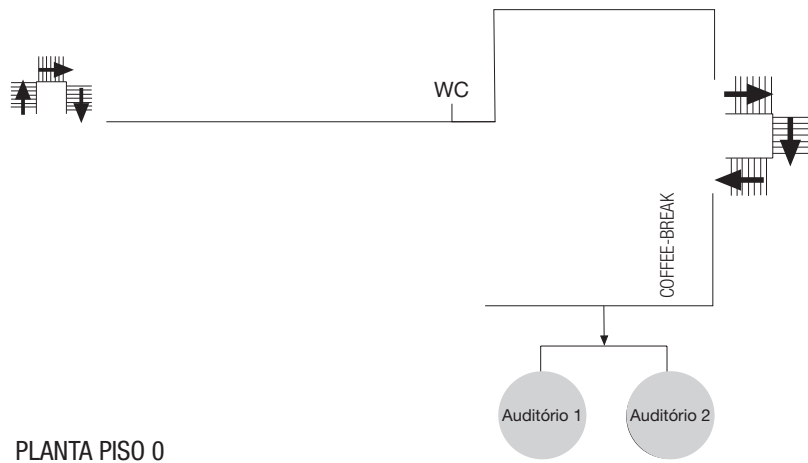 WC
COFFEE-BREAK
Auditório 1
Auditório 2
PLANTA PISO 0